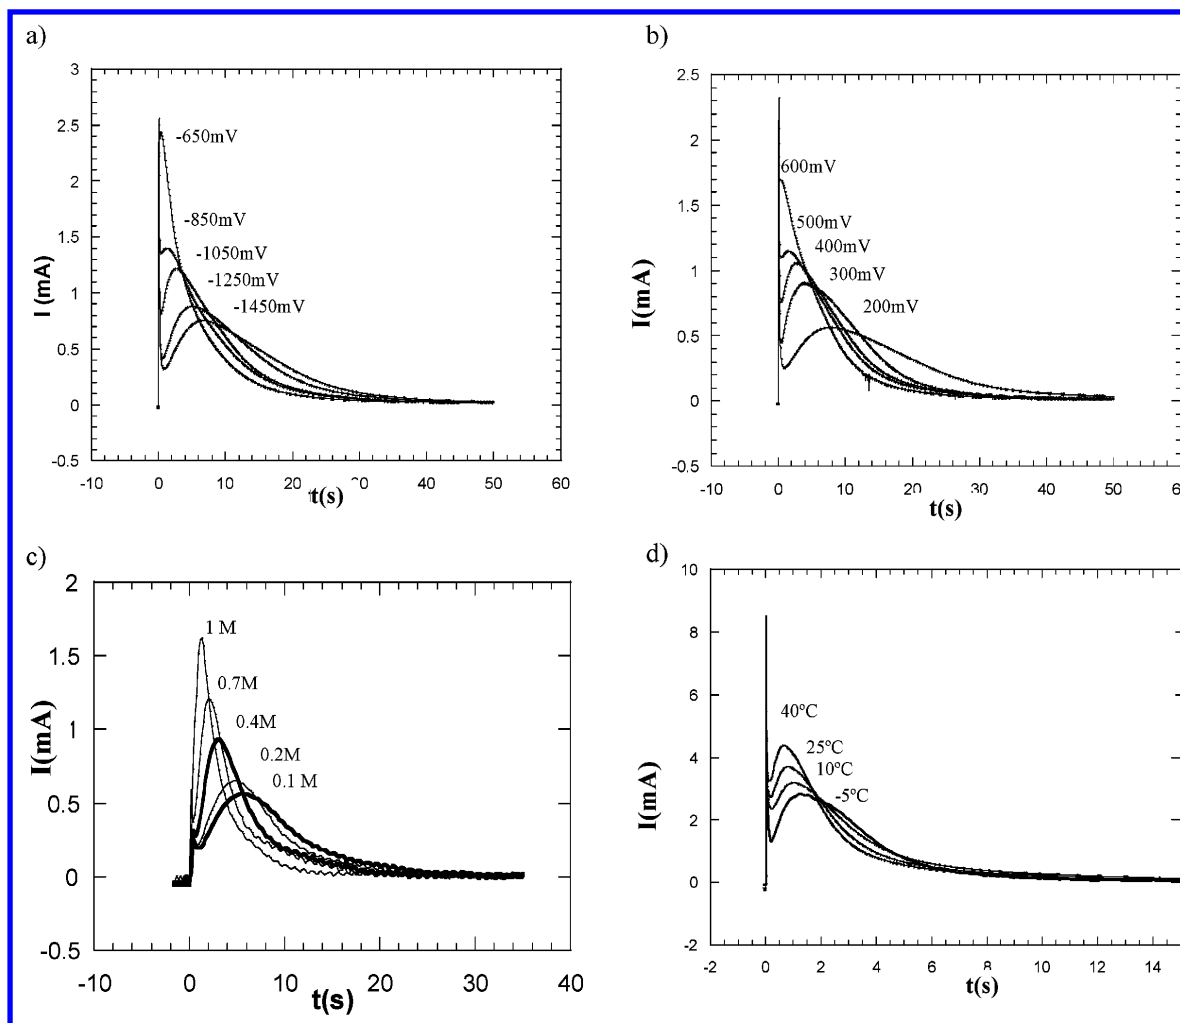 a)
3
2.5
2
1.5
1
0.5
0
-0.5
I (mA)
-650mV
-850mV
-1050mV
-1250mV
-1450mV
-10 0 10 20 30 40 50 60
t(s)
b)
2.5
2
1.5
1
0.5
0
-0.5
I(mA)
600mV
500mV
400mV
300mV
200mV
-10 0 10 20 30 40 50 60
t(s)
c)
2
1.5
1
0.5
0
-0.5
I(mA)
1 M
0.7M
0.4M
0.2M
0.1 M
-10 0 10 20 30 40
t(s)
d)
10
8
6
4
2
0
-2
I(mA)
40ºC
25ºC
10ºC
-5ºC
-2 0 2 4 6 8 10 12 14
t(s)